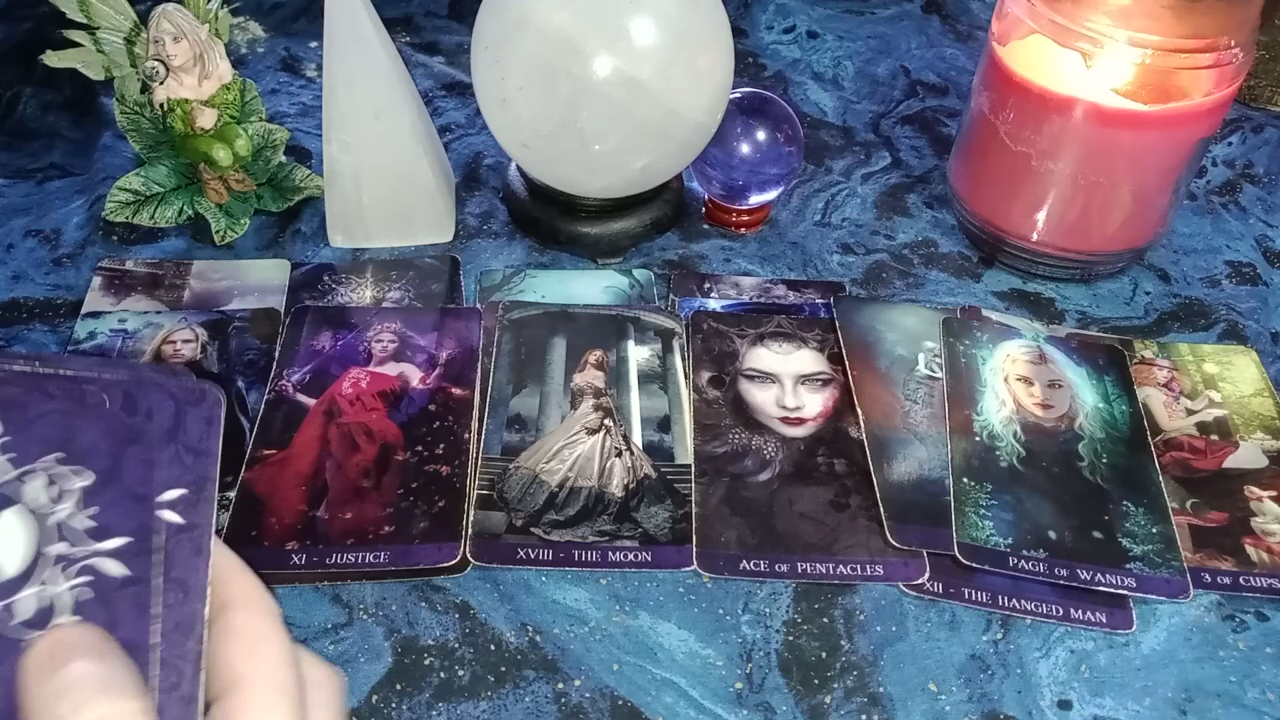 XI - JUSTICE
XVIII - THE MOON
ACE OF PENTACLES
PAGE OF WANDS
3 OF CUPS
XII - THE HANGED MAN